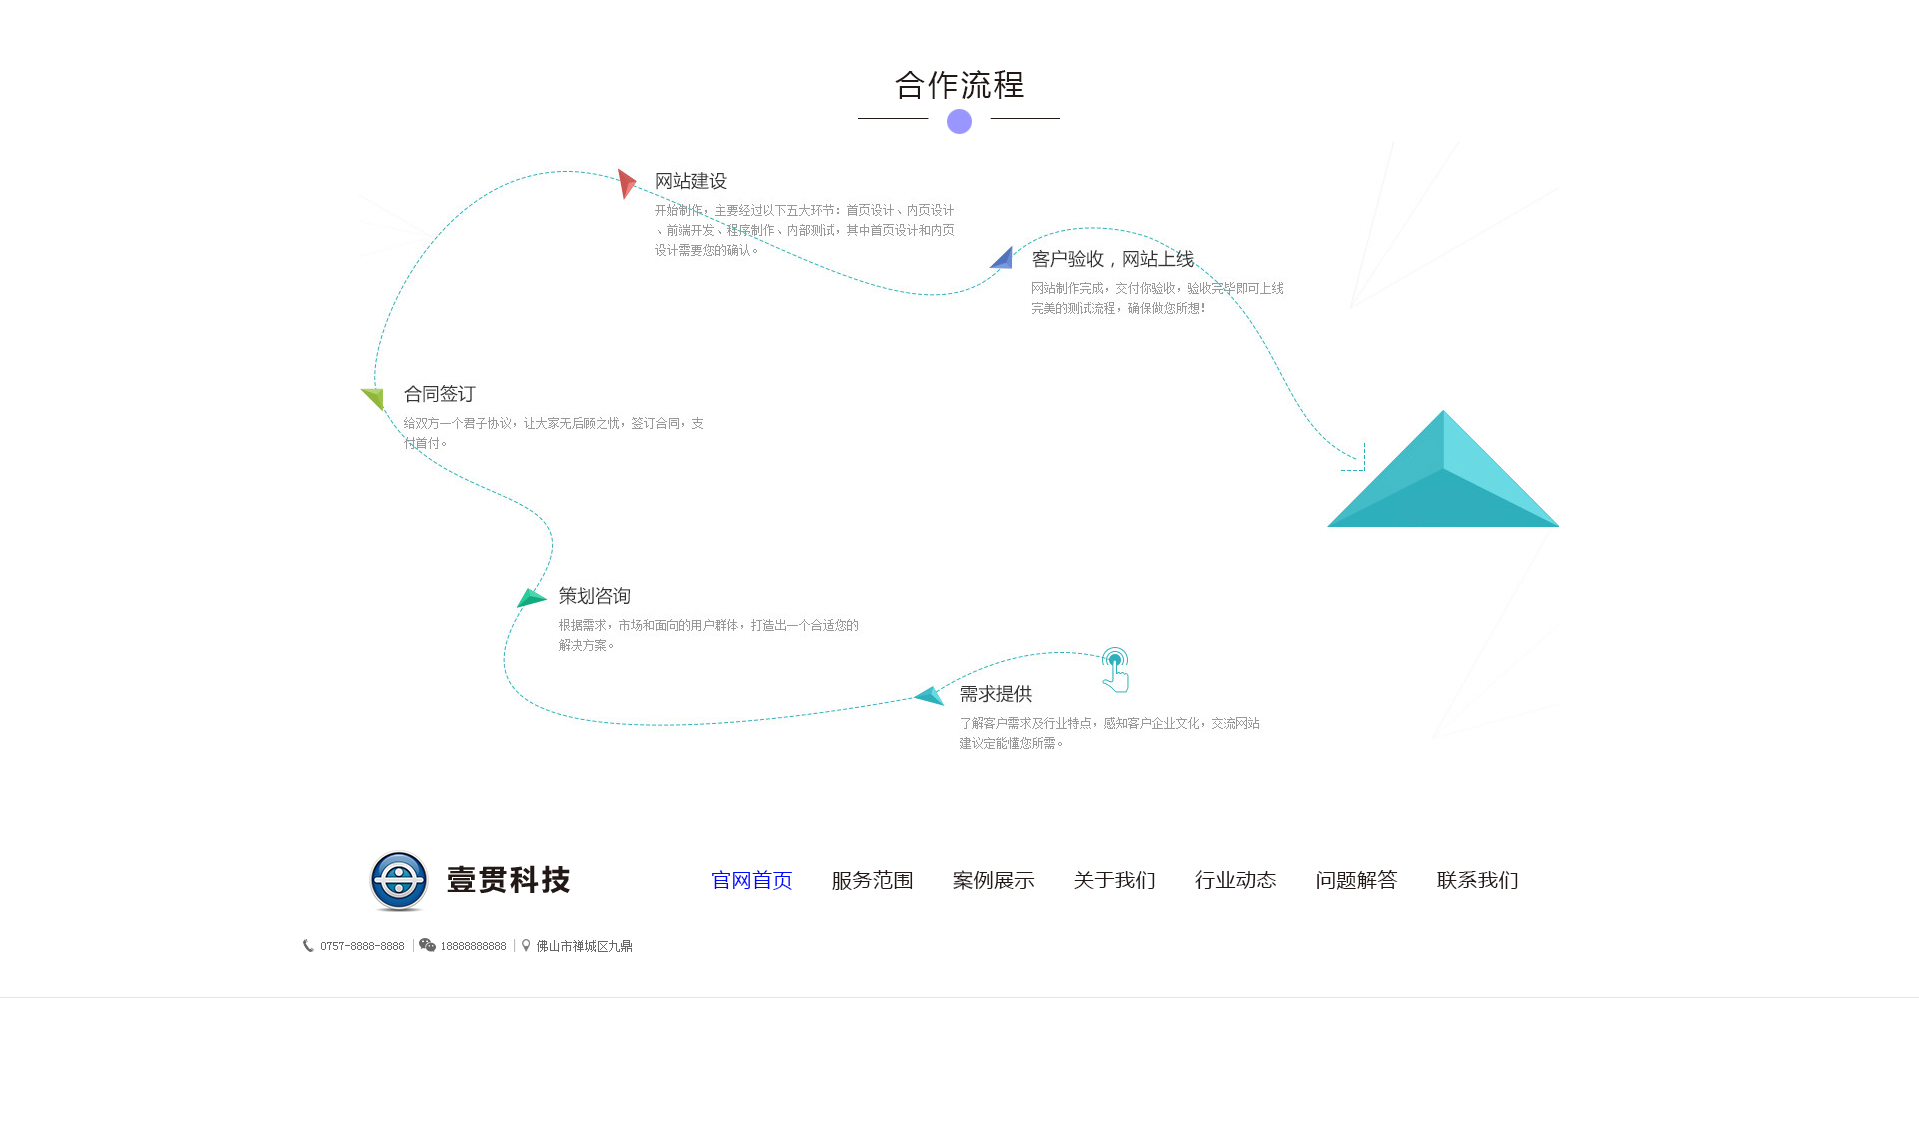 合作流程
网站建设
开始制作，主要经过以下五大环节：首页设计、内页设计
、前端开发、程序制作、内部测试，其中首页设计和内页
设计需要您的确认。
客户验收，网站上线
网站制作完成，交付你验收，验收完毕即可上线
完美的测试流程，确保做您所想！
合同签订
给双方一个君子协议，让大家无后顾之忧，签订合同，支
付首付。
策划咨询
根据需求，市场和面向的用户群体，打造出一个合适您的
解决方案。
需求提供
了解客户需求及行业特点，感知客户企业文化，交流网站
建议定能懂您所需。
壹贯科技
官网首页 服务范围 案例展示 关于我们 行业动态 问题解答 联系我们
0757-8888-8888 18888888888 佛山市禅城区九鼎